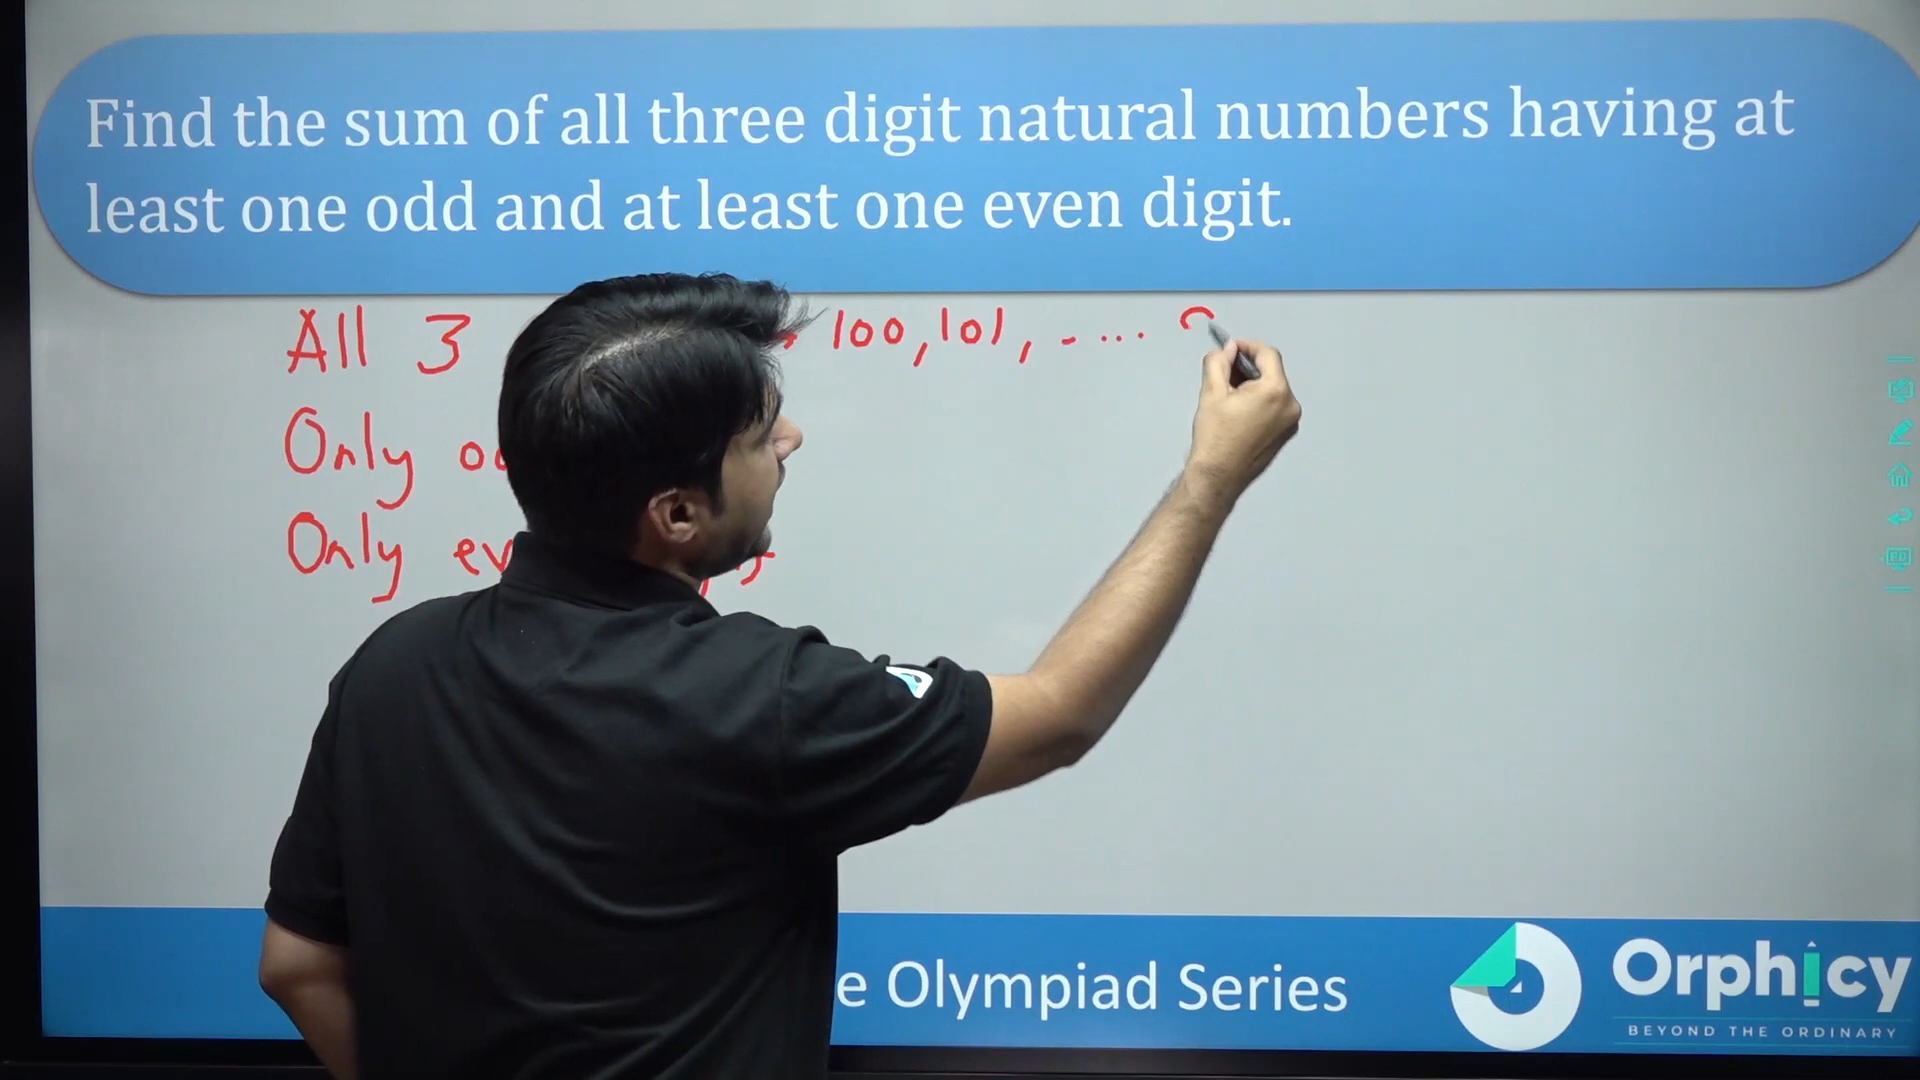 Find the sum of all three digit natural numbers having at
least one odd and at least one even digit.
All 3 100, 101, - ...
Only
Only
Olympiad Series
Orphicy
BEYOND THE ORDINARY